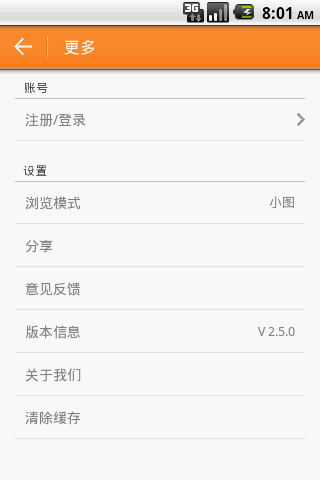 3G 8:01 AM
更多
账号
注册/登录
设置
浏览模式 小图
分享
意见反馈
版本信息 V 2.5.0
关于我们
清除缓存